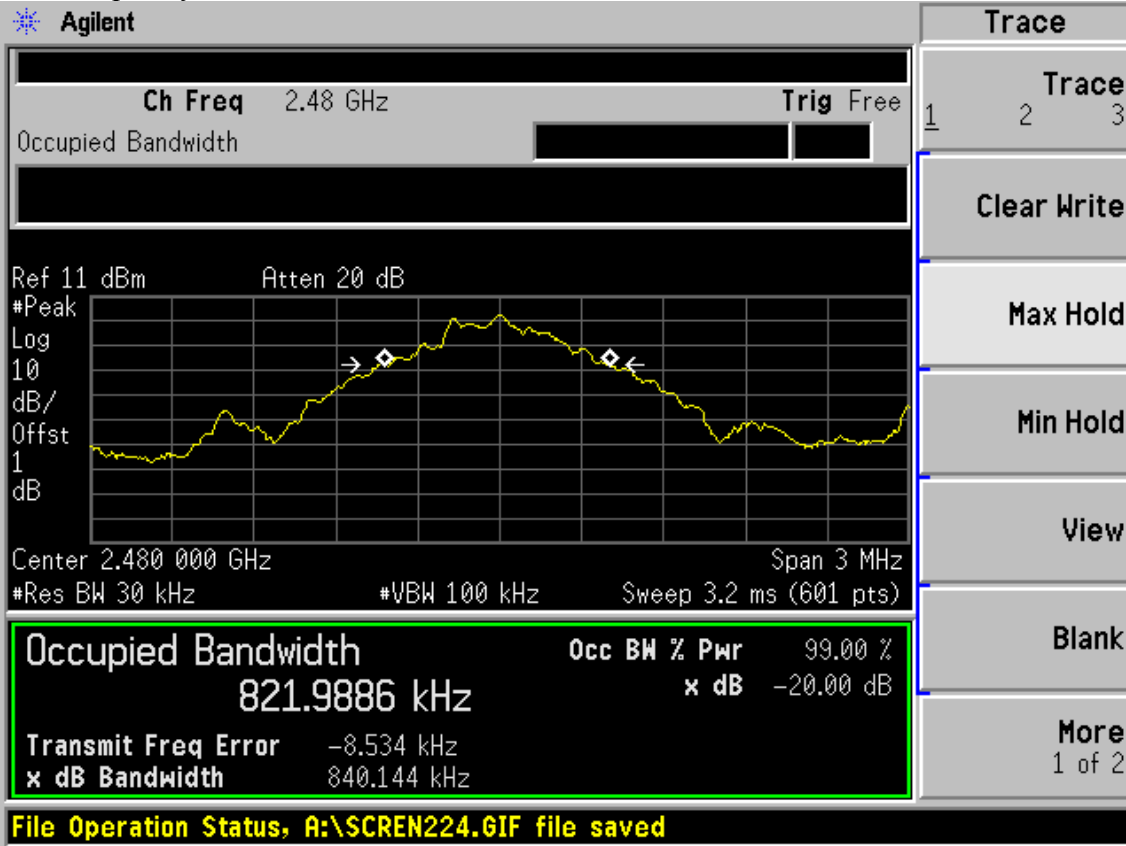 Agilent
Trace
Ch Freq 2.48 GHz Trig Free
Occupied Bandwidth
Trace
1 2 3
Clear Write
Max Hold
Min Hold
View
Blank
More
1 of 2
Ref 11 dBm Atten 20 dB
#Peak
Log
10
dB/
Offst
1
dB
Center 2.480 000 GHz Span 3 MHz
#Res BW 30 kHz #VBW 100 kHz Sweep 3.2 ms (601 pts)
Occupied Bandwidth Occ BW % Pwr 99.00 %
821.9886 kHz x dB -20.00 dB
Transmit Freq Error -8.534 kHz
x dB Bandwidth 840.144 kHz
File Operation Status, A:\SCREN224.GIF file saved